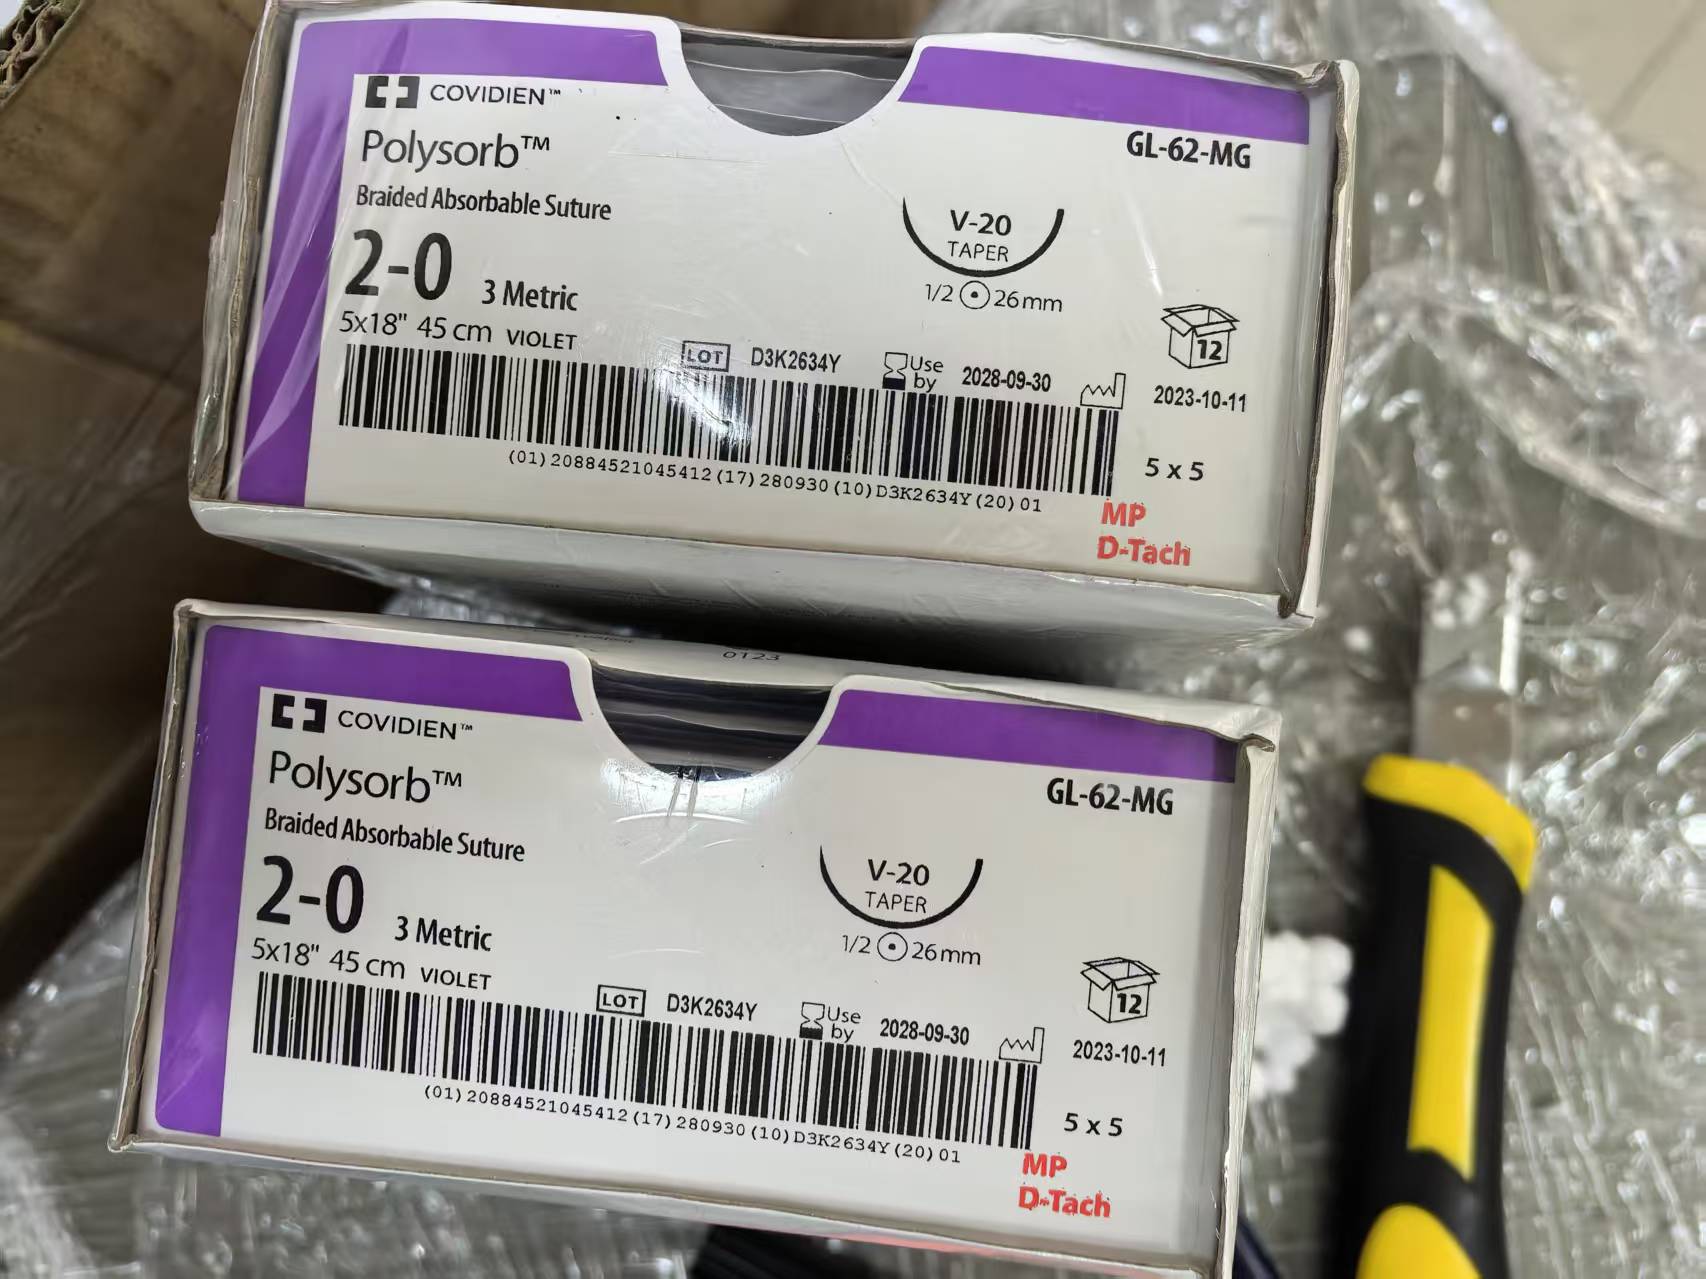 COVIDIEN™
Polysorb™
GL-62-MG
Braided Absorbable Suture
V-20
TAPER
2-0 3 Metric
1/2 26 mm
5x18" 45 cm VIOLET
12
LOT D3K2634Y Use by 2028-09-30 2023-10-11
(01)20884521045412(17)280930(10)D3K2634Y(20)01
5 x 5
MP
D-Tach
0123
COVIDIEN™
Polysorb™
GL-62-MG
Braided Absorbable Suture
V-20
TAPER
2-0 3 Metric
1/2 26 mm
5x18" 45 cm VIOLET
12
LOT D3K2634Y Use by 2028-09-30 2023-10-11
(01)20884521045412(17)280930(10)D3K2634Y(20)01
5 x 5
MP
D-Tach